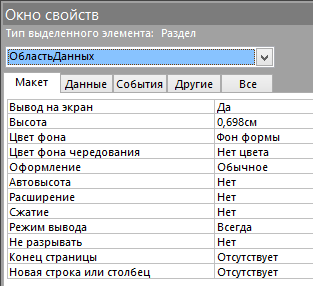 Окно свойств
Тип выделенного элемента: Раздел
ОбластьДанных
Макет Данные События Другие Все
Вывод на экран Да
Высота 0,698см
Цвет фона Фон формы
Цвет фона чередования Нет цвета
Оформление Обычное
Автовысота Нет
Расширение Нет
Сжатие Нет
Режим вывода Всегда
Не разрывать Нет
Конец страницы Отсутствует
Новая строка или столбец Отсутствует